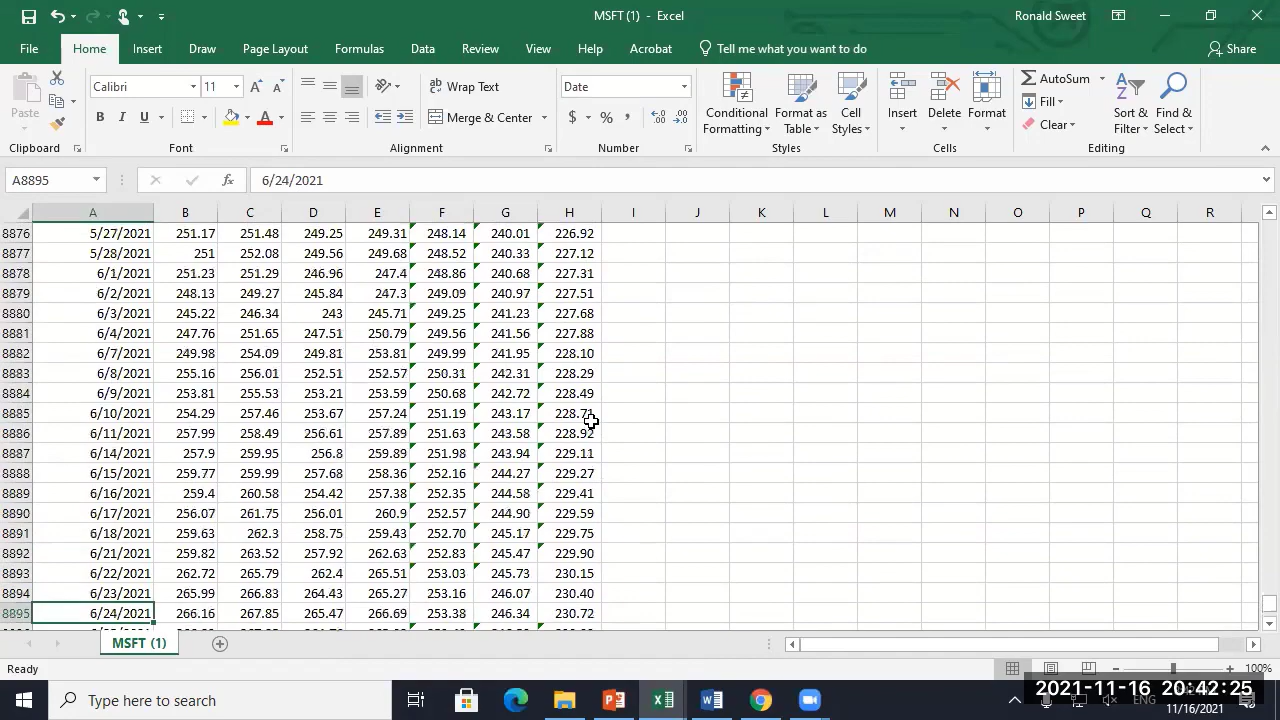 MSFT (1) - Excel
Ronald Sweet
File Home Insert Draw Page Layout Formulas Data Review View Help Acrobat Tell me what you want to do Share
Paste
Calibri 11
Wrap Text
Merge & Center
Date
$ % ,
Conditional Formatting
Format as Table
Cell Styles
Insert Delete Format
AutoSum
Fill
Clear
Sort & Filter
Find & Select
B I U
Clipboard Font Alignment Number Styles Cells Editing
A8895 fx 6/24/2021
A B C D E F G H I J K L M N O P Q R
8876 5/27/2021 251.17 251.48 249.25 249.31 248.14 240.01 226.92
8877 5/28/2021 251 252.08 249.56 249.68 248.52 240.33 227.12
8878 6/1/2021 251.23 251.29 246.96 247.4 248.86 240.68 227.31
8879 6/2/2021 248.13 249.27 245.84 247.3 249.09 240.97 227.51
8880 6/3/2021 245.22 246.34 243 245.71 249.25 241.23 227.68
8881 6/4/2021 247.76 251.65 247.51 250.79 249.56 241.56 227.88
8882 6/7/2021 249.98 254.09 249.81 253.81 249.99 241.95 228.10
8883 6/8/2021 255.16 256.01 252.51 252.57 250.31 242.31 228.29
8884 6/9/2021 253.81 255.53 253.21 253.59 250.68 242.72 228.49
8885 6/10/2021 254.29 257.46 253.67 257.24 251.19 243.17 228.71
8886 6/11/2021 257.99 258.49 256.61 257.89 251.63 243.58 228.92
8887 6/14/2021 257.9 259.95 256.8 259.89 251.98 243.94 229.11
8888 6/15/2021 259.77 259.99 257.68 258.36 252.16 244.27 229.27
8889 6/16/2021 259.4 260.58 254.42 257.38 252.35 244.58 229.41
8890 6/17/2021 256.07 261.75 256.01 260.9 252.57 244.90 229.59
8891 6/18/2021 259.63 262.3 258.75 259.43 252.70 245.17 229.75
8892 6/21/2021 259.82 263.52 257.92 262.63 252.83 245.47 229.90
8893 6/22/2021 262.72 265.79 262.4 265.51 253.03 245.73 230.15
8894 6/23/2021 265.99 266.83 264.43 265.27 253.16 246.07 230.40
8895 6/24/2021 266.16 267.85 265.47 266.69 253.38 246.34 230.72
MSFT (1)
Ready
100%
Type here to search
2021-11-16 20:42:25
ENG
11/16/2021